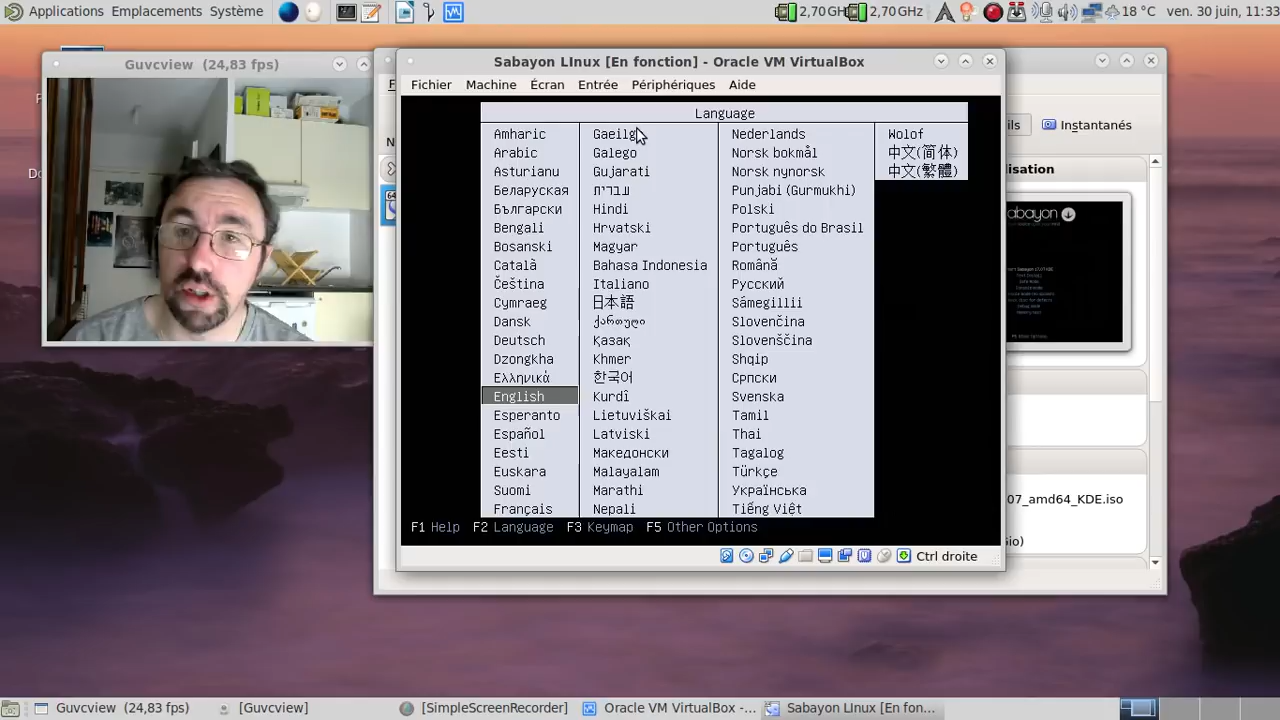 Applications Emplacements Système
2,70 GHz 2,70GHz
18 °C ven. 30 juin, 11:33
Guvcview (24,83 fps)
Sabayon LInux [En fonction] - Oracle VM VirtualBox
Fichier Machine Écran Entrée Périphériques Aide
Language
Amharic
Arabic
Asturianu
Беларуская
Български
Bengali
Bosanski
Català
Čeština
Cymraeg
Dansk
Deutsch
Dzongkha
Ελληνικά
English
Esperanto
Español
Eesti
Euskara
Suomi
Français
Galego
Gujarati
עברית
Hindi
Hrvatski
Magyar
Bahasa Indonesia
Italiano
日本語
ქართული
Қазақ
Khmer
한국어
Kurdî
Lietuviškai
Latviski
Македонски
Malayalam
Marathi
Nepali
Nederlands
Norsk bokmål
Norsk nynorsk
Punjabi (Gurmukhi)
Polski
Português do Brasil
Português
Română
Русский
Sámegillii
Slovenčina
Slovenščina
Shqip
Српски
Svenska
Tamil
Thai
Tagalog
Türkçe
Українська
Tiếng Việt
Wolof
中文(简体)
中文(繁體)
F1 Help F2 Language F3 Keymap F5 Other Options
Ctrl droite
Instantanés
07_amd64_KDE.iso
Guvcview (24,83 fps) [Guvcview] [SimpleScreenRecorder] Oracle VM VirtualBox -... Sabayon LInux [En fon...